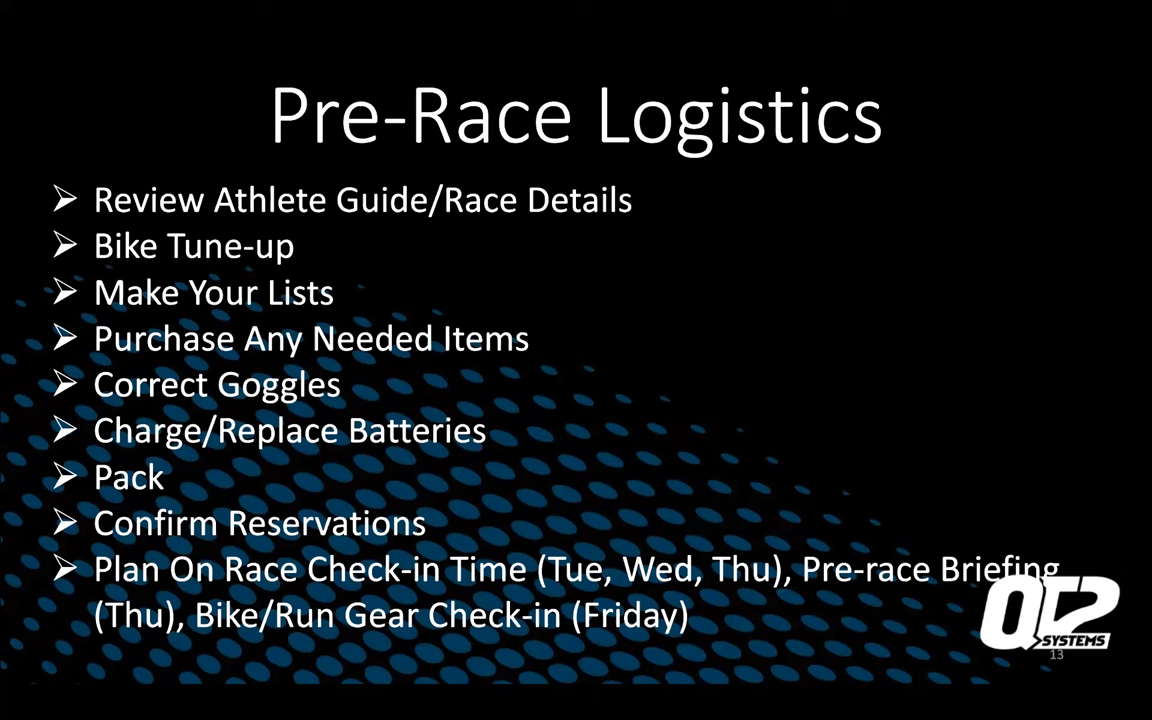 Pre-Race Logistics
Review Athlete Guide/Race Details
Bike Tune-up
Make Your Lists
Purchase Any Needed Items
Correct Goggles
Charge/Replace Batteries
Pack
Confirm Reservations
Plan On Race Check-in Time (Tue, Wed, Thu), Pre-race Briefing
(Thu), Bike/Run Gear Check-in (Friday)
QT2
SYSTEMS
13